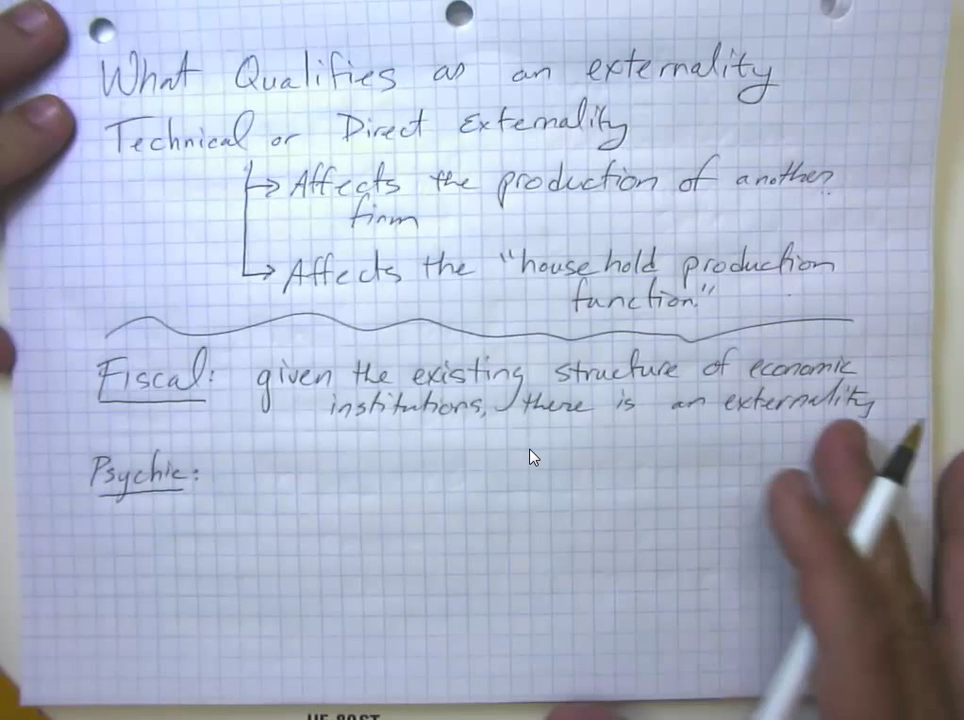 What Qualifies as an externality
Technical or Direct Externality
Affects the production of another
firm
Affects the "household production
function."
Fiscal: given the existing structure of economic
institutions, there is an externality
Psychic: